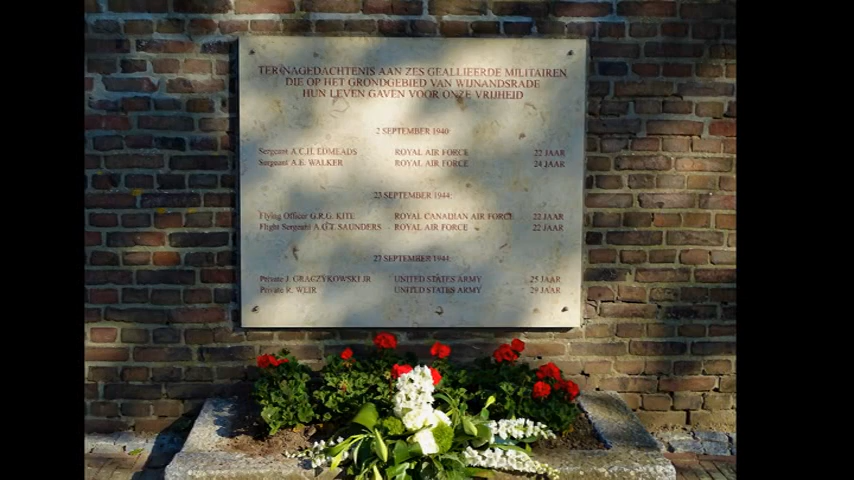 TER NAGEDACHTENIS AAN ZES GEALLIEERDE MILITAIREN
DIE OP HET GRONDGEBIED VAN WIJNANDSRADE
HUN LEVEN GAVEN VOOR ONZE VRIJHEID
2 SEPTEMBER 1940
Sergeant A.C.H. EDMEADS ROYAL AIR FORCE 22 JAAR
Sergeant A.E. WALKER ROYAL AIR FORCE 24 JAAR
23 SEPTEMBER 1944
Flying Officer G.R.G. KITE ROYAL CANADIAN AIR FORCE 22 JAAR
Flight Sergeant A.G.T. SAUNDERS ROYAL AIR FORCE 22 JAAR
27 SEPTEMBER 1944
Private J. GRACZYKOWSKI JR UNITED STATES ARMY 25 JAAR
Private R. WEIR UNITED STATES ARMY 29 JAAR